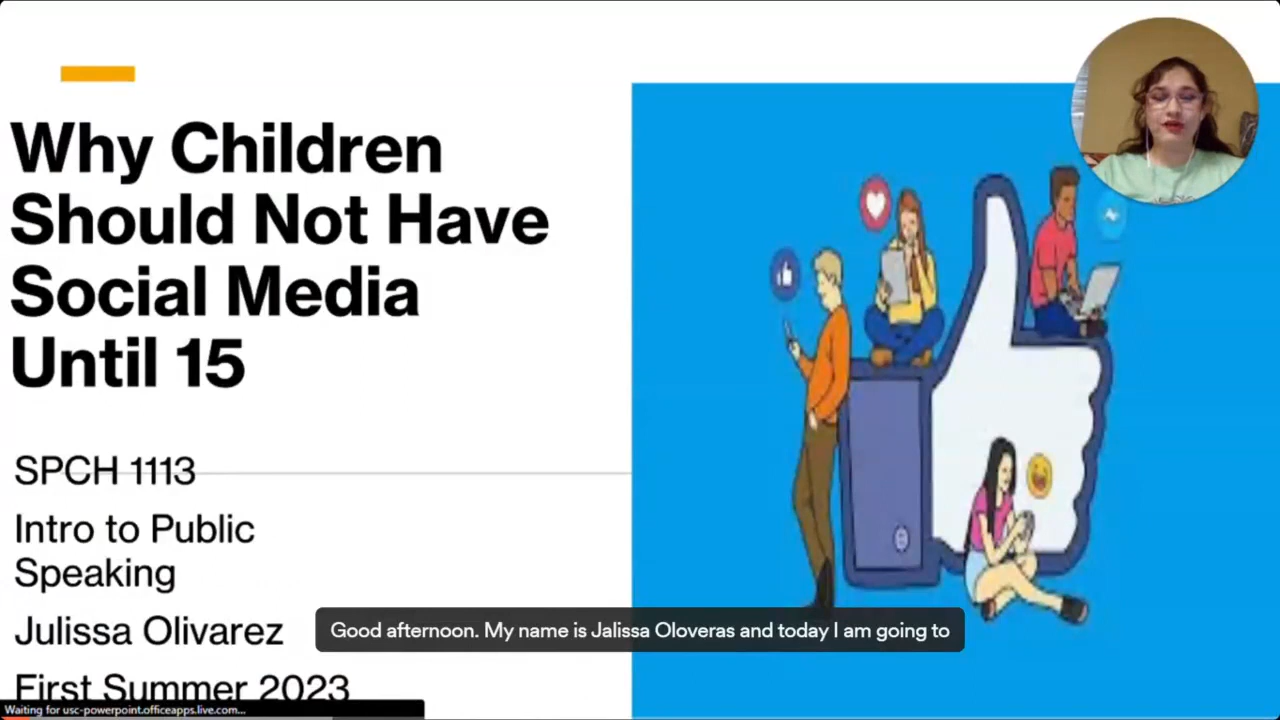 Why Children
Should Not Have
Social Media
Until 15
SPCH 1113
Intro to Public
Speaking
Julissa Olivarez
First Summer 2023
Good afternoon. My name is Jalissa Oloveras and today I am going to
Waiting for usc-powerpoint.officeapps.live.com...